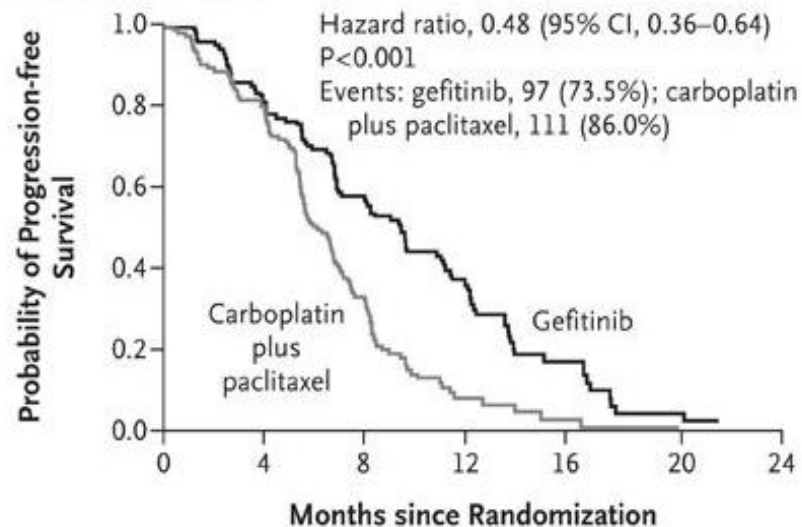 Hazard ratio, 0.48 (95% CI, 0.36–0.64)
P<0.001
Events: gefitinib, 97 (73.5%); carboplatin
plus paclitaxel, 111 (86.0%)
Probability of Progression-free
Survival
1.0
0.8
0.6
0.4
0.2
0.0
Carboplatin
plus
paclitaxel
Gefitinib
0 4 8 12 16 20 24
Months since Randomization